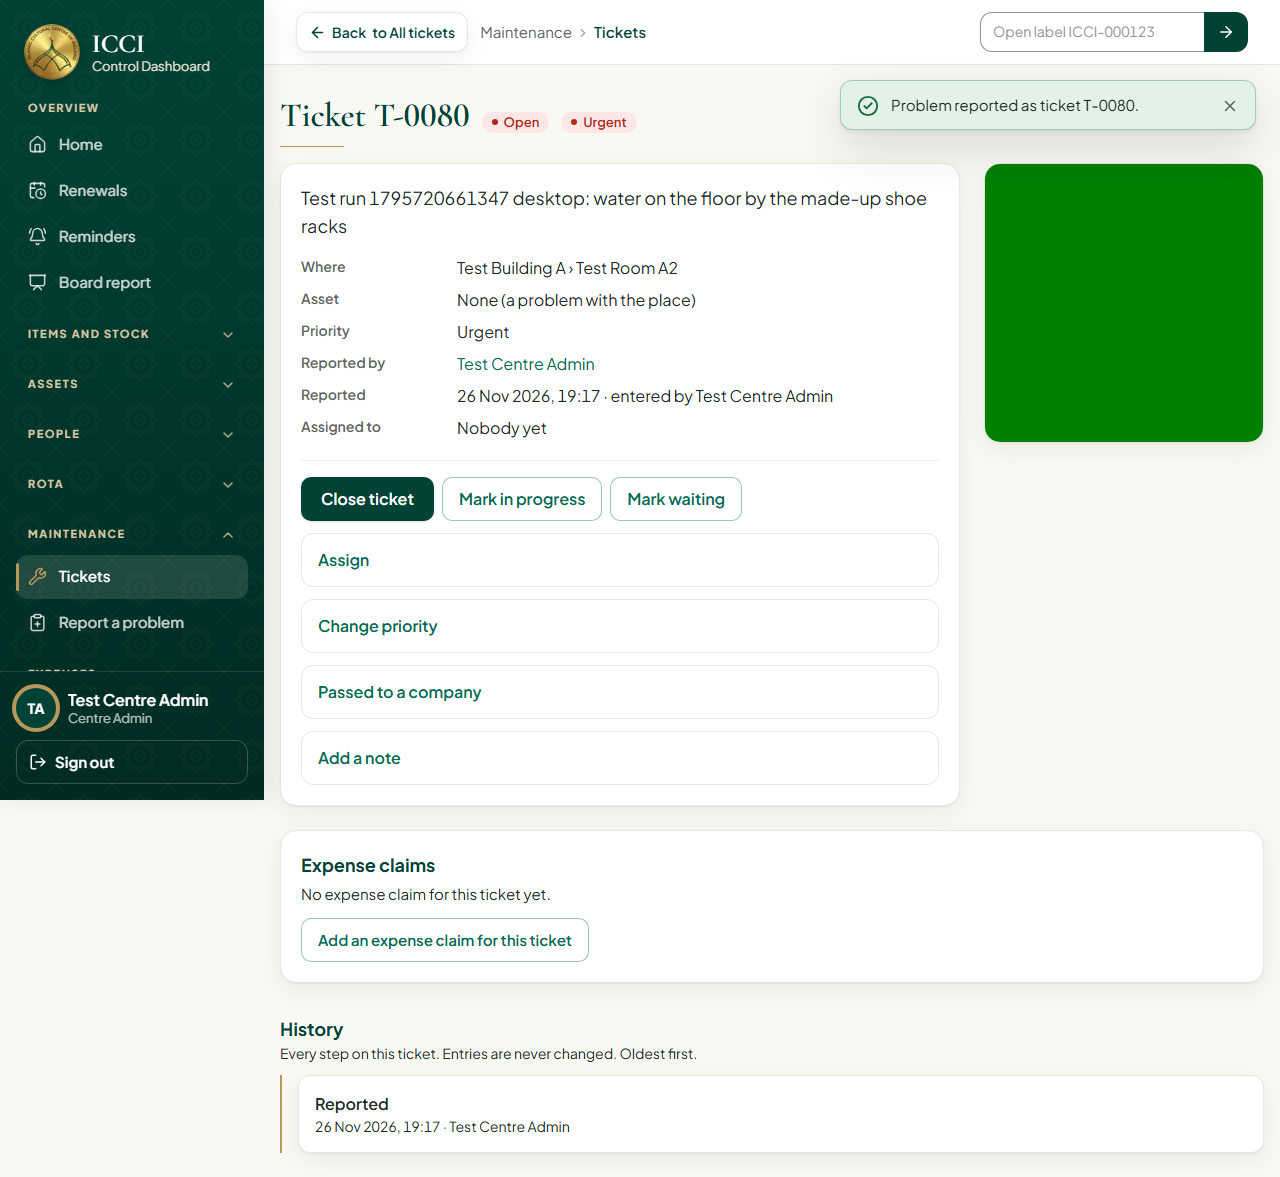 ICCI
Control Dashboard
OVERVIEW
Home
Renewals
Reminders
Board report
ITEMS AND STOCK
ASSETS
PEOPLE
ROTA
MAINTENANCE
Tickets
Report a problem
TA
Test Centre Admin
Centre Admin
Sign out
Back to All tickets
Maintenance › Tickets
Open label ICCI-000123
Ticket T-0080
Open
Urgent
Problem reported as ticket T-0080.
Test run 1795720661347 desktop: water on the floor by the made-up shoe
racks
Where Test Building A › Test Room A2
Asset None (a problem with the place)
Priority Urgent
Reported by Test Centre Admin
Reported 26 Nov 2026, 19:17 · entered by Test Centre Admin
Assigned to Nobody yet
Close ticket
Mark in progress
Mark waiting
Assign
Change priority
Passed to a company
Add a note
Expense claims
No expense claim for this ticket yet.
Add an expense claim for this ticket
History
Every step on this ticket. Entries are never changed. Oldest first.
Reported
26 Nov 2026, 19:17 · Test Centre Admin